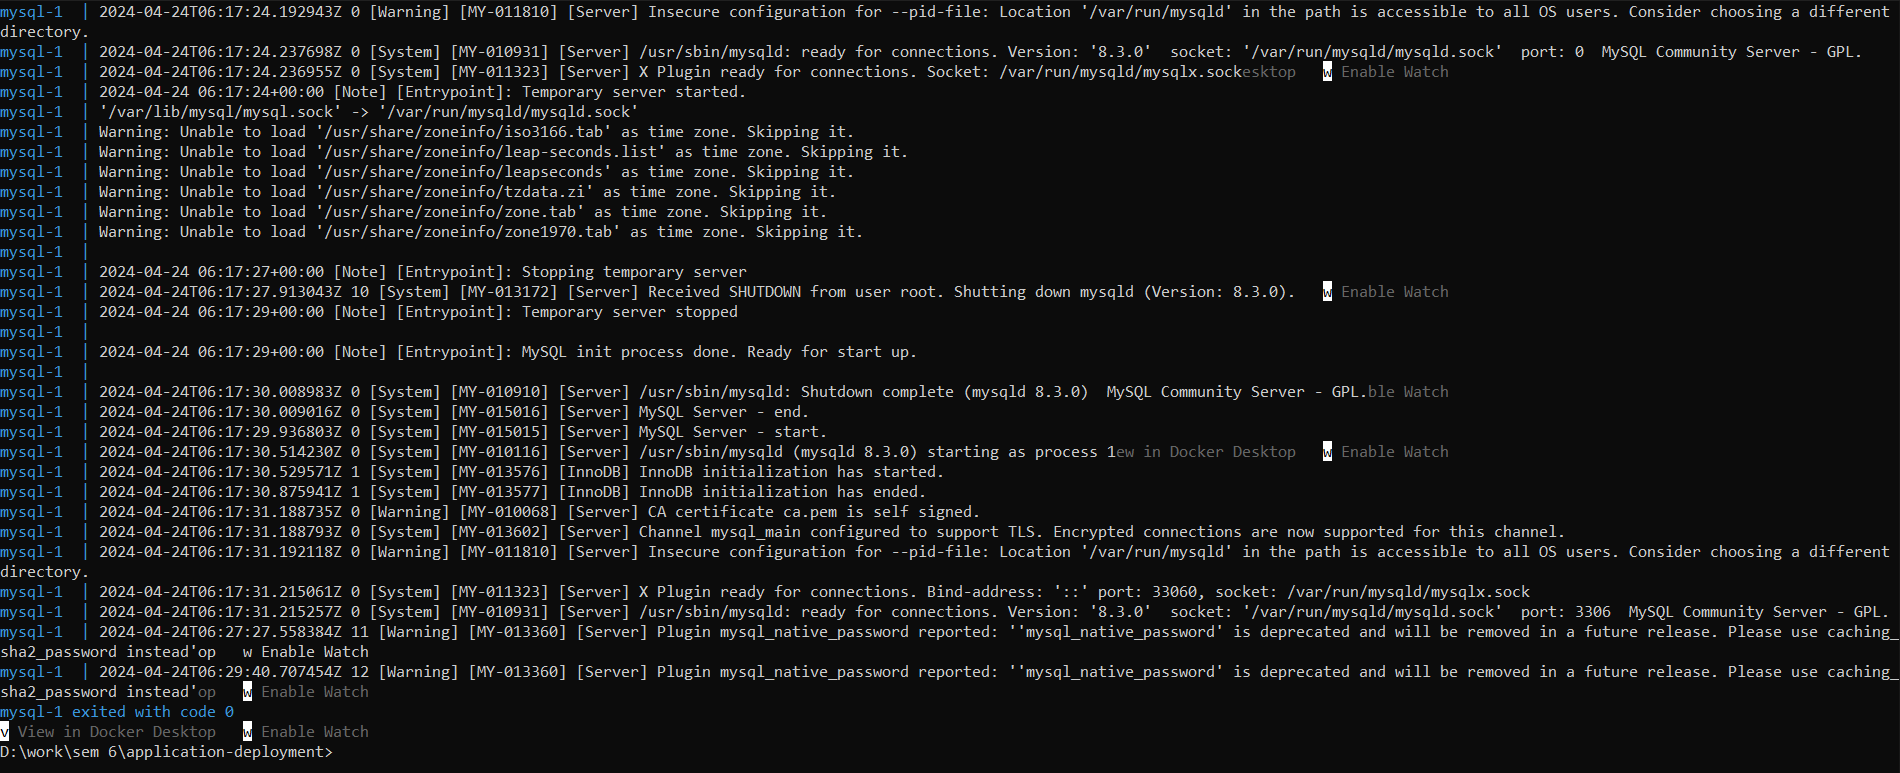 mysql-1  | 2024-04-24T06:17:24.192943Z 0 [Warning] [MY-011810] [Server] Insecure configuration for --pid-file: Location '/var/run/mysqld' in the path is accessible to all OS users. Consider choosing a different
directory.
mysql-1  | 2024-04-24T06:17:24.237698Z 0 [System] [MY-010931] [Server] /usr/sbin/mysqld: ready for connections. Version: '8.3.0'  socket: '/var/run/mysqld/mysqld.sock'  port: 0  MySQL Community Server - GPL.
mysql-1  | 2024-04-24T06:17:24.236955Z 0 [System] [MY-011323] [Server] X Plugin ready for connections. Socket: /var/run/mysqld/mysqlx.sockesktop   w Enable Watch
mysql-1  | 2024-04-24 06:17:24+00:00 [Note] [Entrypoint]: Temporary server started.
mysql-1  | '/var/lib/mysql/mysql.sock' -> '/var/run/mysqld/mysqld.sock'
mysql-1  | Warning: Unable to load '/usr/share/zoneinfo/iso3166.tab' as time zone. Skipping it.
mysql-1  | Warning: Unable to load '/usr/share/zoneinfo/leap-seconds.list' as time zone. Skipping it.
mysql-1  | Warning: Unable to load '/usr/share/zoneinfo/leapseconds' as time zone. Skipping it.
mysql-1  | Warning: Unable to load '/usr/share/zoneinfo/tzdata.zi' as time zone. Skipping it.
mysql-1  | Warning: Unable to load '/usr/share/zoneinfo/zone.tab' as time zone. Skipping it.
mysql-1  | Warning: Unable to load '/usr/share/zoneinfo/zone1970.tab' as time zone. Skipping it.
mysql-1  |
mysql-1  | 2024-04-24 06:17:27+00:00 [Note] [Entrypoint]: Stopping temporary server
mysql-1  | 2024-04-24T06:17:27.913043Z 10 [System] [MY-013172] [Server] Received SHUTDOWN from user root. Shutting down mysqld (Version: 8.3.0).   w Enable Watch
mysql-1  | 2024-04-24 06:17:29+00:00 [Note] [Entrypoint]: Temporary server stopped
mysql-1  |
mysql-1  | 2024-04-24 06:17:29+00:00 [Note] [Entrypoint]: MySQL init process done. Ready for start up.
mysql-1  |
mysql-1  | 2024-04-24T06:17:30.008983Z 0 [System] [MY-010910] [Server] /usr/sbin/mysqld: Shutdown complete (mysqld 8.3.0)  MySQL Community Server - GPL.ble Watch
mysql-1  | 2024-04-24T06:17:30.009016Z 0 [System] [MY-015016] [Server] MySQL Server - end.
mysql-1  | 2024-04-24T06:17:29.936803Z 0 [System] [MY-015015] [Server] MySQL Server - start.
mysql-1  | 2024-04-24T06:17:30.514230Z 0 [System] [MY-010116] [Server] /usr/sbin/mysqld (mysqld 8.3.0) starting as process 1ew in Docker Desktop   w Enable Watch
mysql-1  | 2024-04-24T06:17:30.529571Z 1 [System] [MY-013576] [InnoDB] InnoDB initialization has started.
mysql-1  | 2024-04-24T06:17:30.875941Z 1 [System] [MY-013577] [InnoDB] InnoDB initialization has ended.
mysql-1  | 2024-04-24T06:17:31.188735Z 0 [Warning] [MY-010068] [Server] CA certificate ca.pem is self signed.
mysql-1  | 2024-04-24T06:17:31.188793Z 0 [System] [MY-013602] [Server] Channel mysql_main configured to support TLS. Encrypted connections are now supported for this channel.
mysql-1  | 2024-04-24T06:17:31.192118Z 0 [Warning] [MY-011810] [Server] Insecure configuration for --pid-file: Location '/var/run/mysqld' in the path is accessible to all OS users. Consider choosing a different
directory.
mysql-1  | 2024-04-24T06:17:31.215061Z 0 [System] [MY-011323] [Server] X Plugin ready for connections. Bind-address: '::' port: 33060, socket: /var/run/mysqld/mysqlx.sock
mysql-1  | 2024-04-24T06:17:31.215257Z 0 [System] [MY-010931] [Server] /usr/sbin/mysqld: ready for connections. Version: '8.3.0'  socket: '/var/run/mysqld/mysqld.sock'  port: 3306  MySQL Community Server - GPL.
mysql-1  | 2024-04-24T06:27:27.558384Z 11 [Warning] [MY-013360] [Server] Plugin mysql_native_password reported: ''mysql_native_password' is deprecated and will be removed in a future release. Please use caching_
sha2_password instead'op   w Enable Watch
mysql-1  | 2024-04-24T06:29:40.707454Z 12 [Warning] [MY-013360] [Server] Plugin mysql_native_password reported: ''mysql_native_password' is deprecated and will be removed in a future release. Please use caching_
sha2_password instead'op   w Enable Watch
mysql-1 exited with code 0
v View in Docker Desktop   w Enable Watch
D:\work\sem 6\application-deployment>